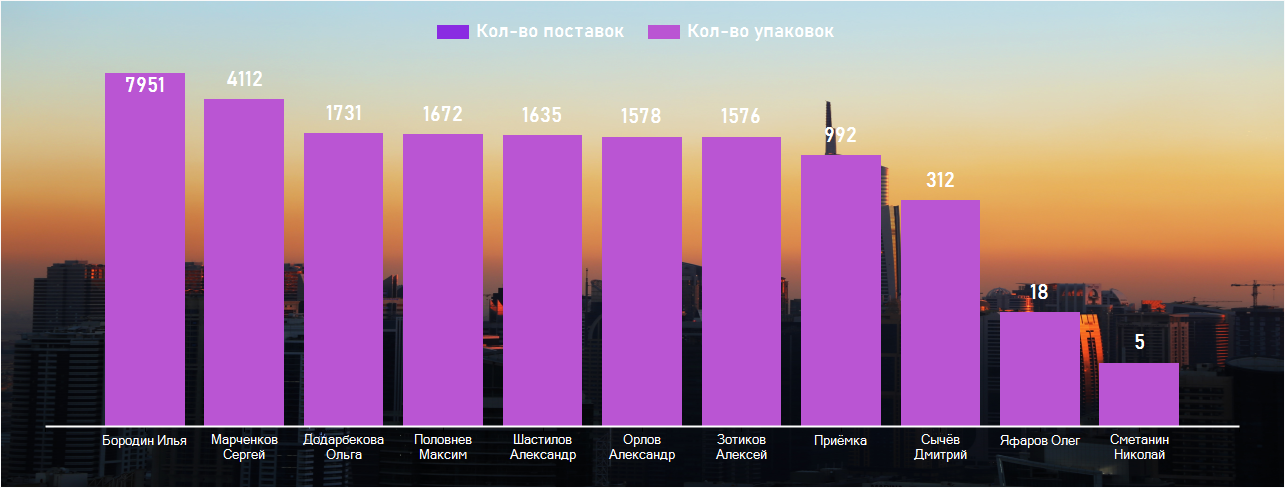 Кол-во поставок Кол-во упаковок
7951 4112 1731 1672 1635 1578 1576 992 312 18 5
Бородин Илья Марченков Додарбекова Половнев Шастилов Орлов Зотиков Приёмка Сычёв Яфаров Олег Сметанин
Сергей Ольга Максим Александр Александр Алексей Дмитрий Николай